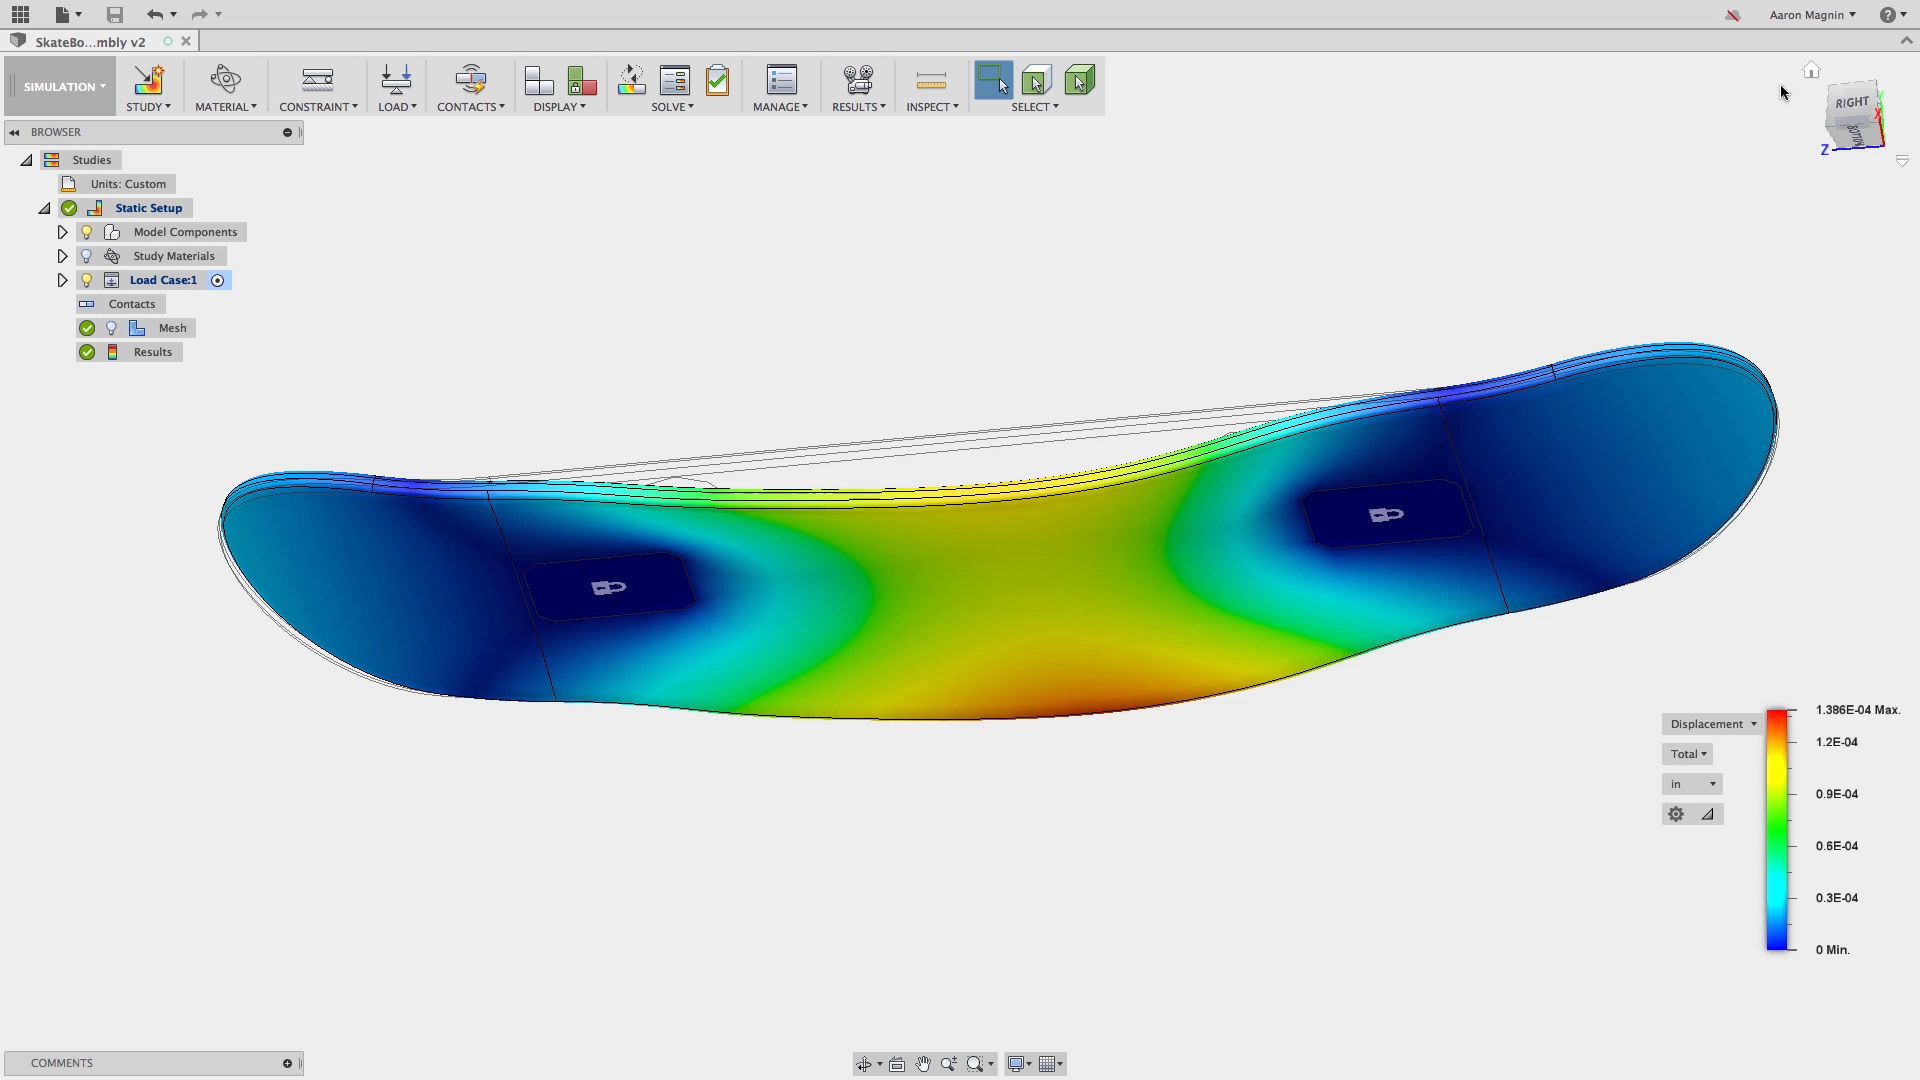 Aaron Magnin
SkateBo...mbly v2
SIMULATION
STUDY MATERIAL CONSTRAINT LOAD CONTACTS DISPLAY SOLVE MANAGE RESULTS INSPECT SELECT
RIGHT
BOTTOM
Y
X
Z
BROWSER
Studies
Units: Custom
Static Setup
Model Components
Study Materials
Load Case:1
Contacts
Mesh
Results
1.386E-04 Max.
Displacement
1.2E-04
Total
in
0.9E-04
0.6E-04
0.3E-04
0 Min.
COMMENTS